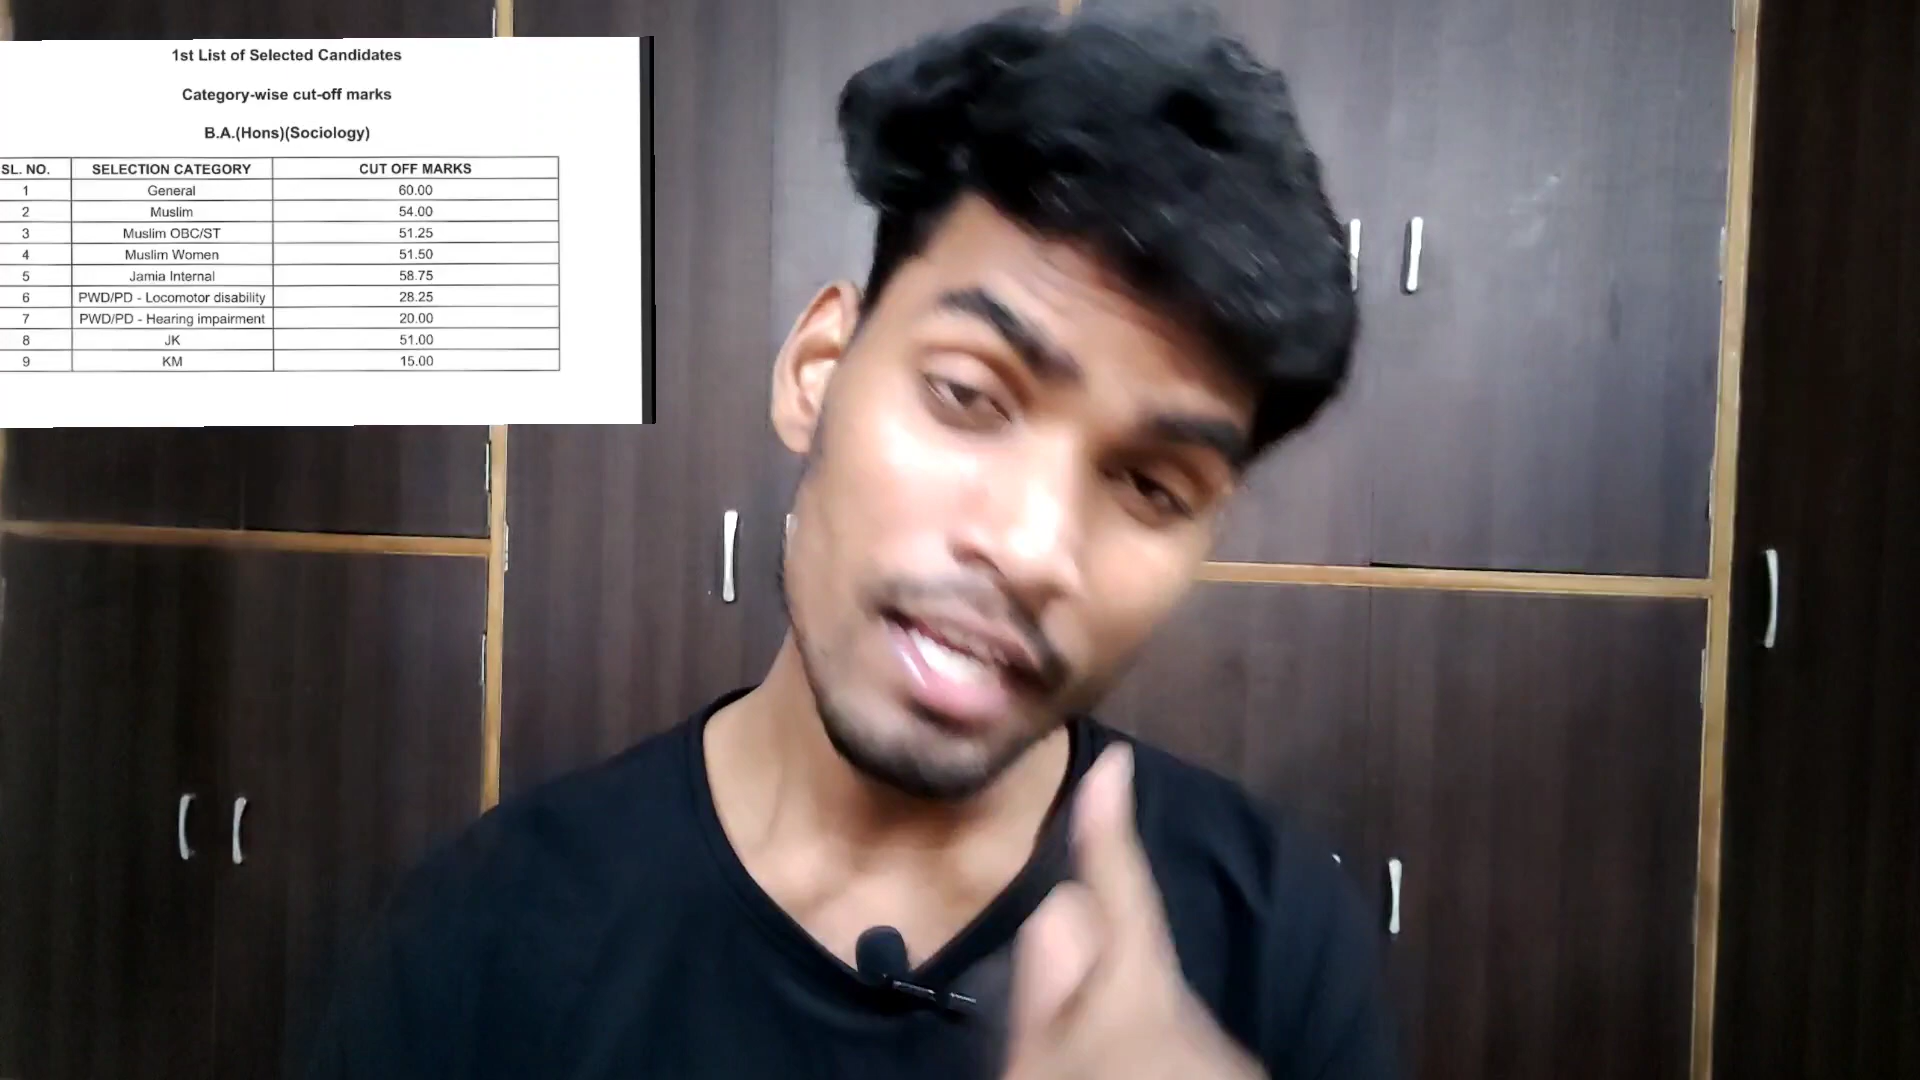 1st List of Selected Candidates
Category-wise cut-off marks
B.A.(Hons)(Sociology)
SL. NO. SELECTION CATEGORY CUT OFF MARKS
1 General 60.00
2 Muslim 54.00
3 Muslim OBC/ST 51.25
4 Muslim Women 51.50
5 Jamia Internal 58.75
6 PWD/PD - Locomotor disability 28.25
7 PWD/PD - Hearing impairment 20.00
8 JK 51.00
9 KM 15.00